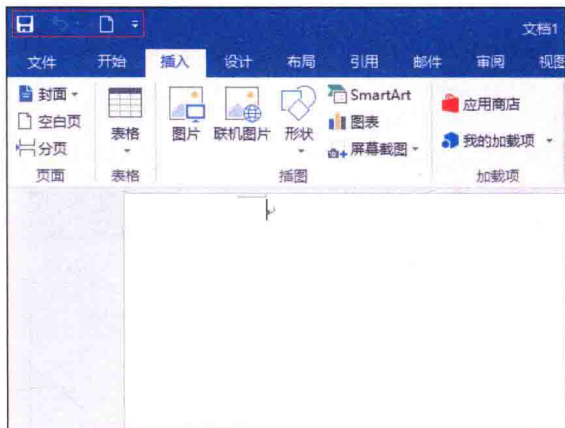 文档1
文件 开始 插入 设计 布局 引用 邮件 审阅 视图
封面
空白页
分页
页面
表格
表格
图片 联机图片 形状
SmartArt
图表
屏幕截图
插图
应用商店
我的加载项
加载项